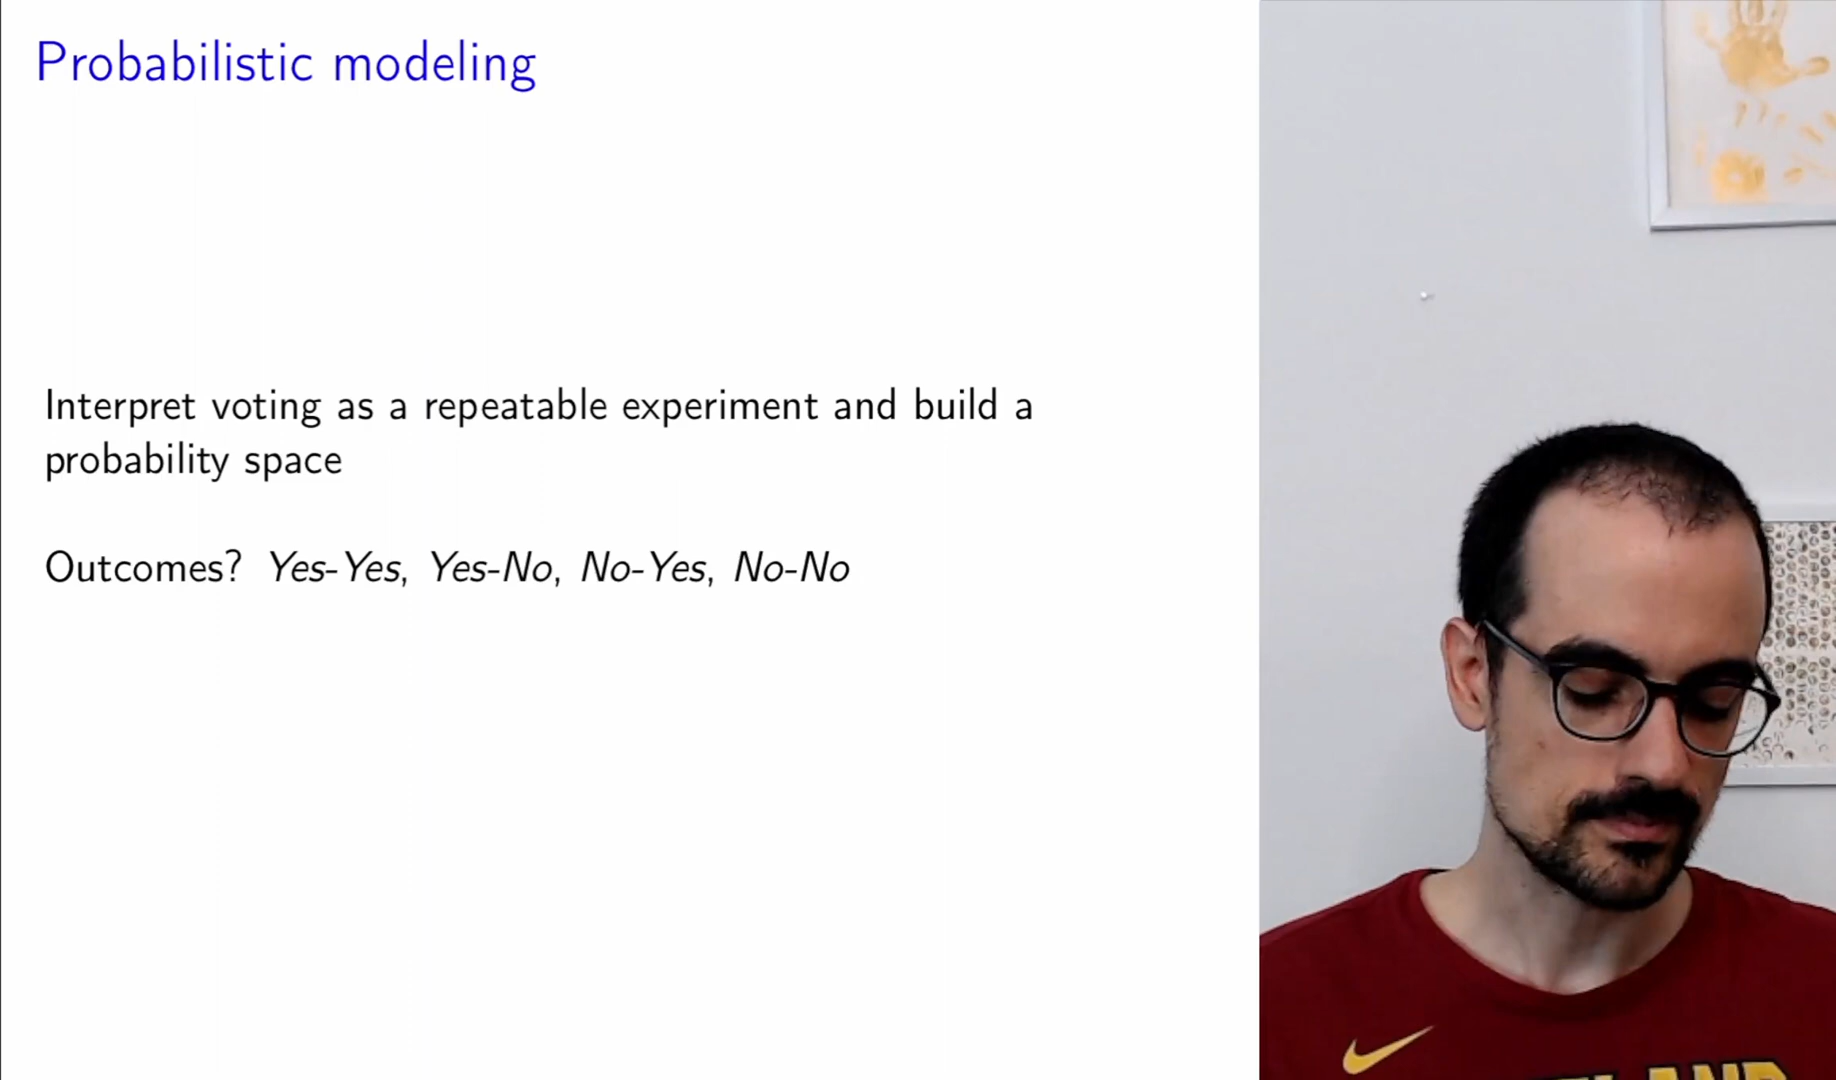 Probabilistic modeling
Interpret voting as a repeatable experiment and build a
probability space
Outcomes? Yes-Yes, Yes-No, No-Yes, No-No